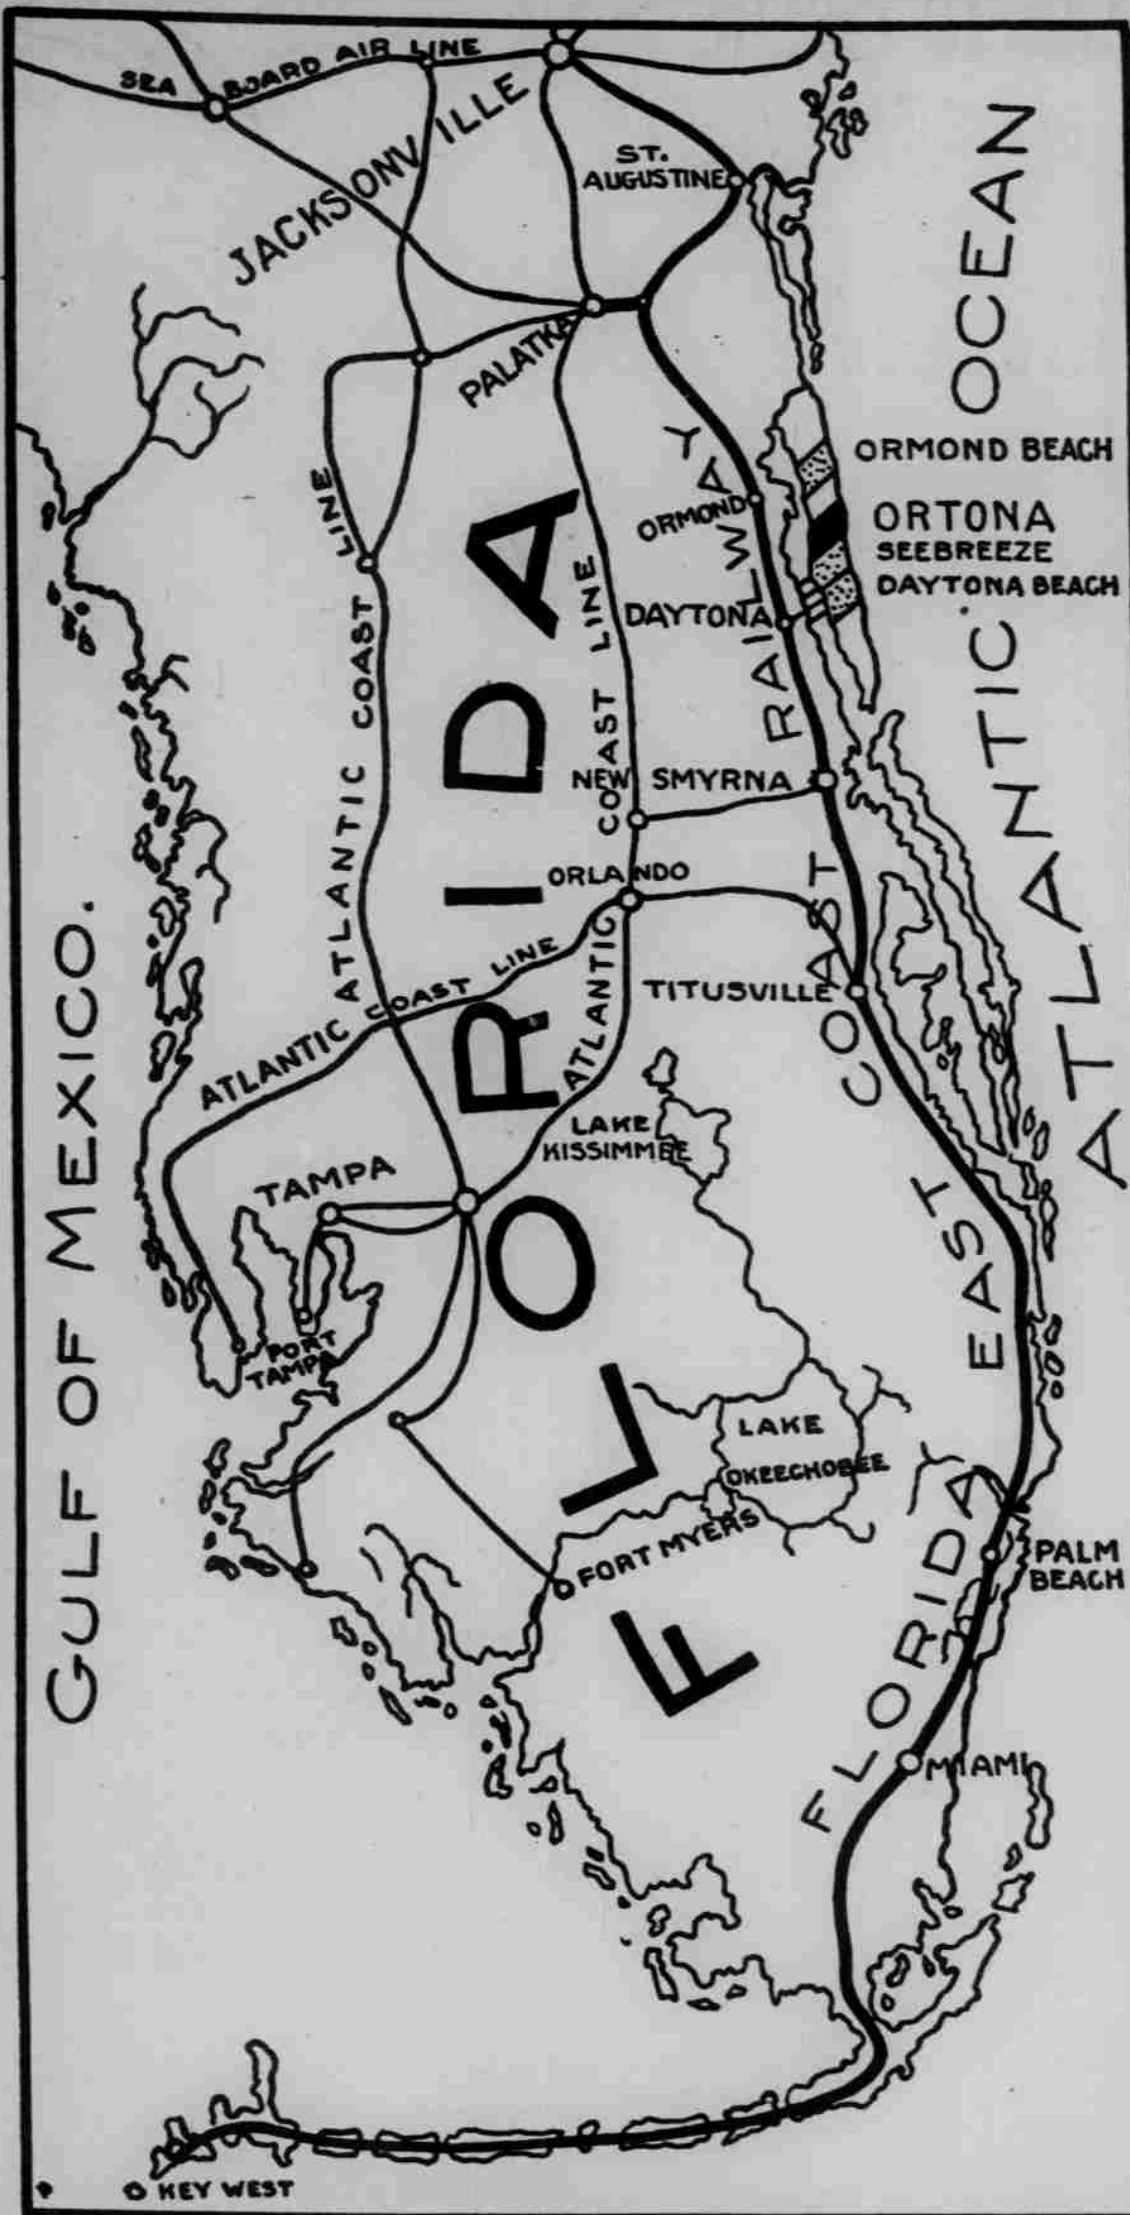 SEA BOARD AIR LINE
JACKSONVILLE
ST.
AUGUSTINE
PALATKA
ATLANTIC OCEAN
ORMOND BEACH
ORTONA
SEEBREEZE
DAYTONA BEACH
ORMOND
DAYTONA
NEW SMYRNA
ORLANDO
TITUSVILLE
ATLANTIC COAST LINE
ATLANTIC COAST LINE
ATLANTIC COAST LINE
FLORIDA EAST COAST RAILWAY
FLORIDA
GULF OF MEXICO.
LAKE
KISSIMMEE
TAMPA
PORT
TAMPA
LAKE
OKEECHOBEE
FORT MYERS
PALM
BEACH
MIAMI
KEY WEST